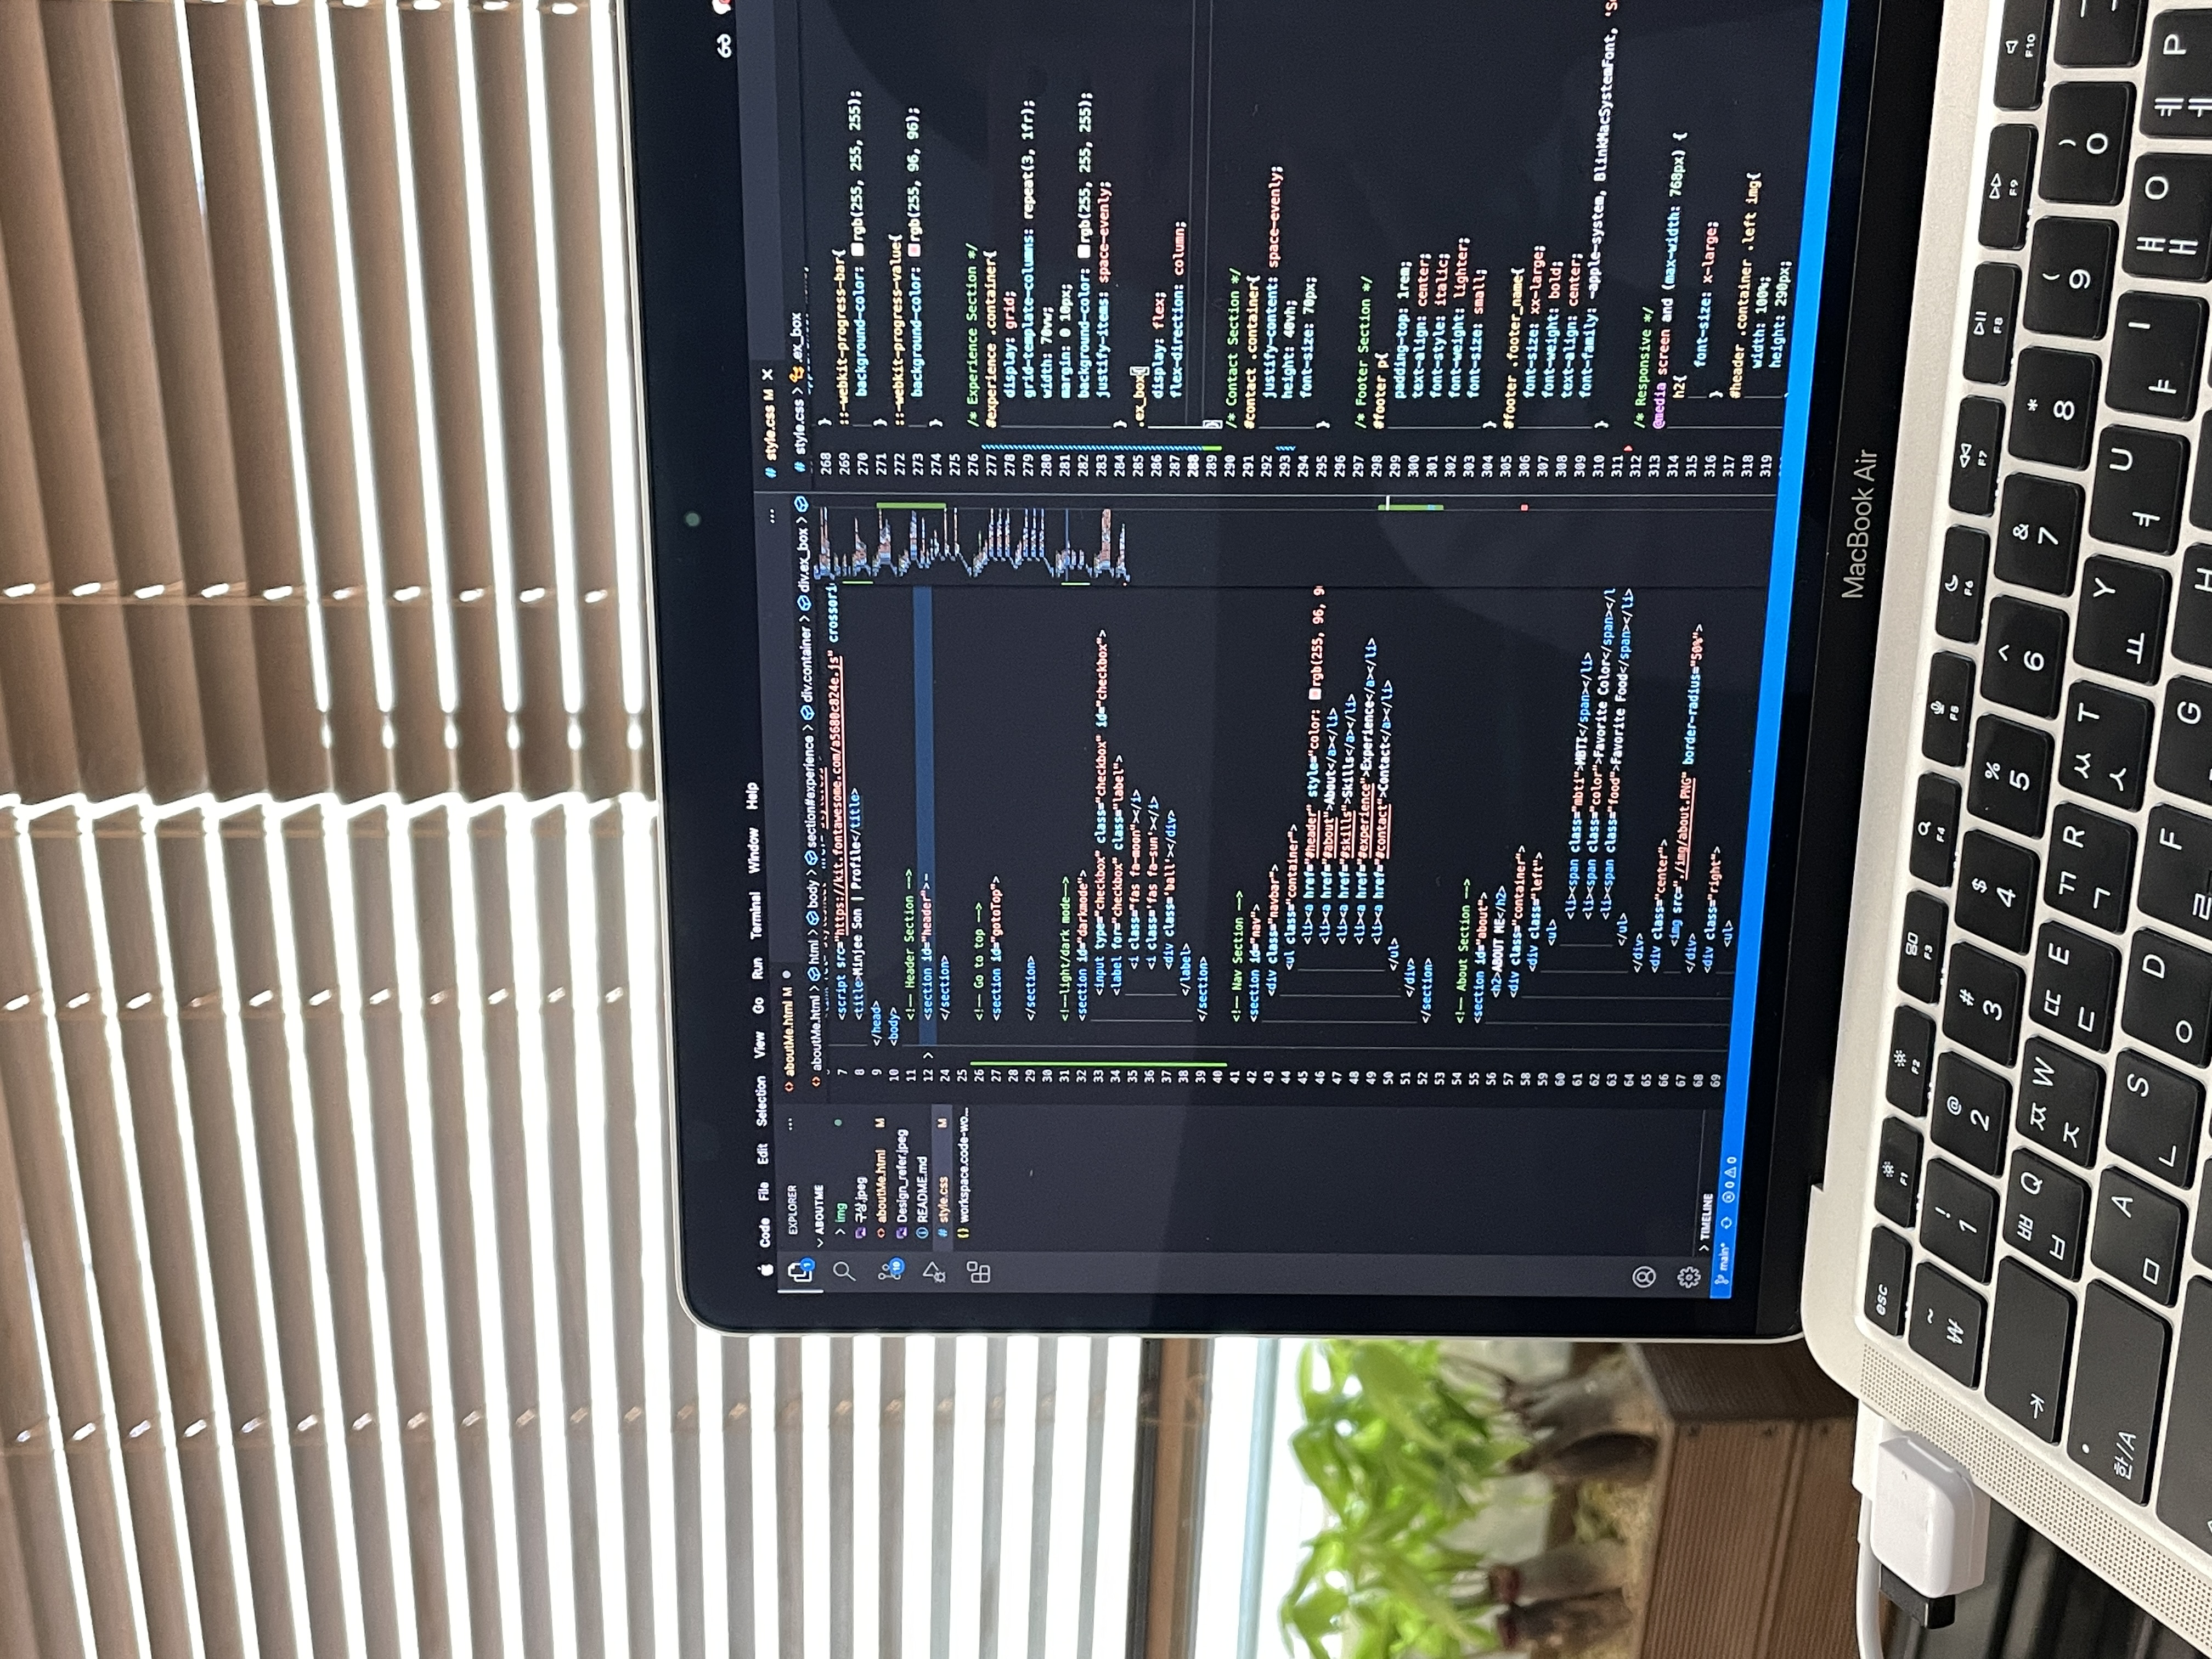 Code File Edit Selection View Go Run Terminal Window Help
EXPLORER
ABOUTME
img
구상.jpeg
aboutMe.html M
Design_refer.jpeg
README.md
style.css M
workspace.code-wo...
TIMELINE
main* 0 0
aboutMe.html M
aboutMe.html > html > body > section#experience > div.container > div.ex_box >
7 <script src="https://kit.fontawesome.com/a5680c824e.js" crossori
8 <title>Minjee Son | Profile</title>
9 </head>
10 <body>
11 <!-- Header Section -->
12 <section id="header">
24 </section>
25
26 <!-- Go to top -->
27 <section id="gotoTop">
28
29 </section>
30
31 <!--light/dark mode-->
32 <section id="darkmode">
33 <input type="checkbox" class="checkbox" id="checkbox">
34 <label for="checkbox" class="label">
35 <i class="fas fa-moon"></i>
36 <i class='fas fa-sun'></i>
37 <div class='ball'></div>
38 </label>
39 </section>
40
41 <!-- Nav Section -->
42 <section id="nav">
43 <div class="navbar">
44 <ul class="container">
45 <li><a href="#header" style="color: rgb(255, 96, 9
46 <li><a href="#about">About</a></li>
47 <li><a href="#skills">Skills</a></li>
48 <li><a href="#experience">Experience</a></li>
49 <li><a href="#contact">Contact</a></li>
50 </ul>
51 </div>
52 </section>
53
54 <!-- About Section -->
55 <section id="about">
56 <h2>ABOUT ME</h2>
57 <div class="container">
58 <div class="left">
59 <ul>
60 <li><span class="mbti">MBTI</span></li>
61 <li><span class="color">Favorite Color</span></l
62 <li><span class="food">Favorite Food</span></li>
63 </ul>
64 </div>
65 <div class="center">
66 <img src="./img/about.PNG" border-radius="50%">
67 </div>
68 <div class="right">
69 <ul>
style.css M
style.css > .ex_box
268 }
269 ::-webkit-progress-bar{
270 background-color: rgb(255, 255, 255);
271 }
272 ::-webkit-progress-value{
273 background-color: rgb(255, 96, 96);
274 }
275
276 /* Experience Section */
277 #experience .container{
278 display: grid;
279 grid-template-columns: repeat(3, 1fr);
280 width: 70vw;
281 margin: 0 10px;
282 background-color: rgb(255, 255, 255);
283 justify-items: space-evenly;
284 }
285 .ex_box{
286 display: flex;
287 flex-direction: column;
288
289 }
290 /* Contact Section */
291 #contact .container{
292 justify-content: space-evenly;
293 height: 40vh;
294 font-size: 70px;
295 }
296
297 /* Footer Section */
298 #footer p{
299 padding-top: 1rem;
300 text-align: center;
301 font-style: italic;
302 font-weight: lighter;
303 font-size: small;
304 }
305 #footer .footer_name{
306 font-size: xx-large;
307 font-weight: bold;
308 text-align: center;
309 font-family: -apple-system, BlinkMacSystemFont, 'S
310 }
311
312 /* Responsive */
313 @media screen and (max-width: 768px) {
314 h2{
315 font-size: x-large;
316 }
317 #header .container .left img{
318 width: 100%;
319 height: 290px;
MacBook Air
esc F1 F2 F3 F4 F5 F6 F7 F8 F9 F10
~ ! @ # $ % ^ & * ( )
₩ 1 2 3 4 5 6 7 8 9 0
ㅃ Q ㅉ W ㄸ E ㄲ R ㅆ T Y U I ㅒ O ㅖ P
ㅂ ㅈ ㄷ ㄱ ㅅ ㅛ ㅕ ㅑ ㅐ ㅔ
한/A A S D F G H
ㅁ ㄴ ㅇ ㄹ